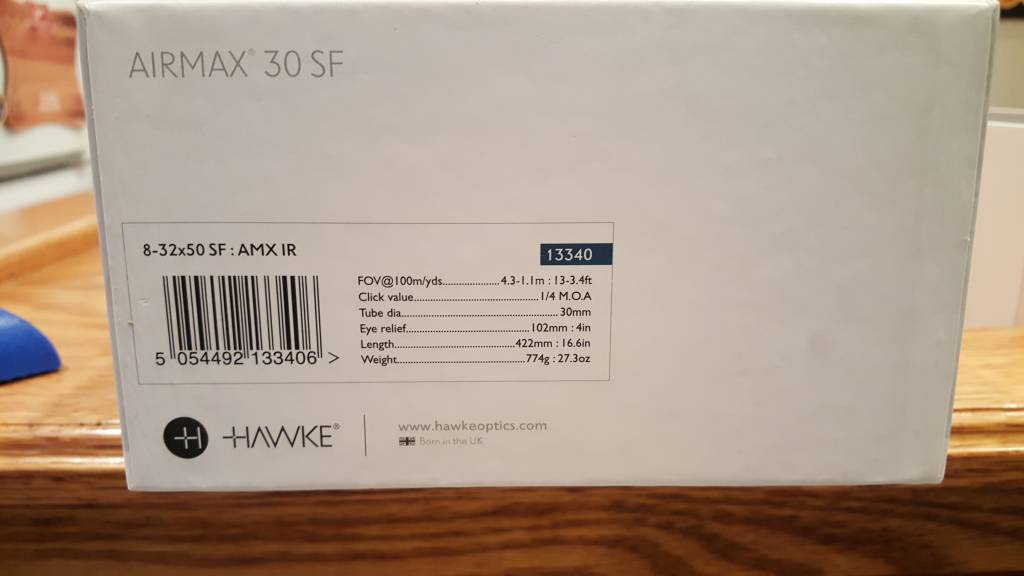 AIRMAX® 30 SF
8-32x50 SF : AMX IR
13340
FOV@100m/yds....................4.3-1.1m : 13-3.4ft
Click value............................................1/4 M.O.A
Tube dia......................................................30mm
Eye relief...........................................102mm : 4in
Length..........................................422mm : 16.6in
Weight............................................774g : 27.3oz
5 054492 133406 >
HAWKE®
www.hawkeoptics.com
Born in the UK